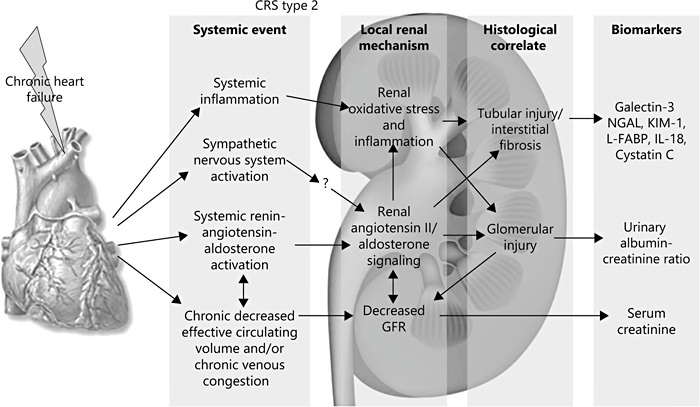 CRS type 2
Systemic event
Local renal
mechanism
Histological
correlate
Biomarkers
Chronic heart
failure
Systemic
inflammation
Renal
oxidative stress
and
inflammation
Tubular injury/
interstitial
fibrosis
Galectin-3
NGAL, KIM-1,
L-FABP, IL-18,
Cystatin C
Sympathetic
nervous system
activation
?
Systemic renin-
angiotensin-
aldosterone
activation
Renal
angiotensin II/
aldosterone
signaling
Glomerular
injury
Urinary
albumin-
creatinine ratio
Chronic decreased
effective circulating
volume and/or
chronic venous
congestion
Decreased
GFR
Serum
creatinine